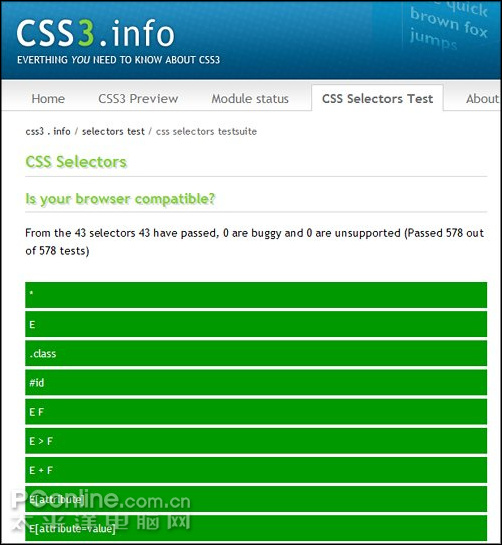 CSS3.info
EVERTHING YOU NEED TO KNOW ABOUT CSS3
quick
brown fox
jumps
Home
CSS3 Preview
Module status
CSS Selectors Test
About
css3 . info / selectors test / css selectors testsuite
CSS Selectors
Is your browser compatible?
From the 43 selectors 43 have passed, 0 are buggy and 0 are unsupported (Passed 578 out
of 578 tests)
*
E
.class
#id
E F
E > F
E + F
E[attribute]
PConline.com.cn
太平洋电脑网
E[attribute=value]